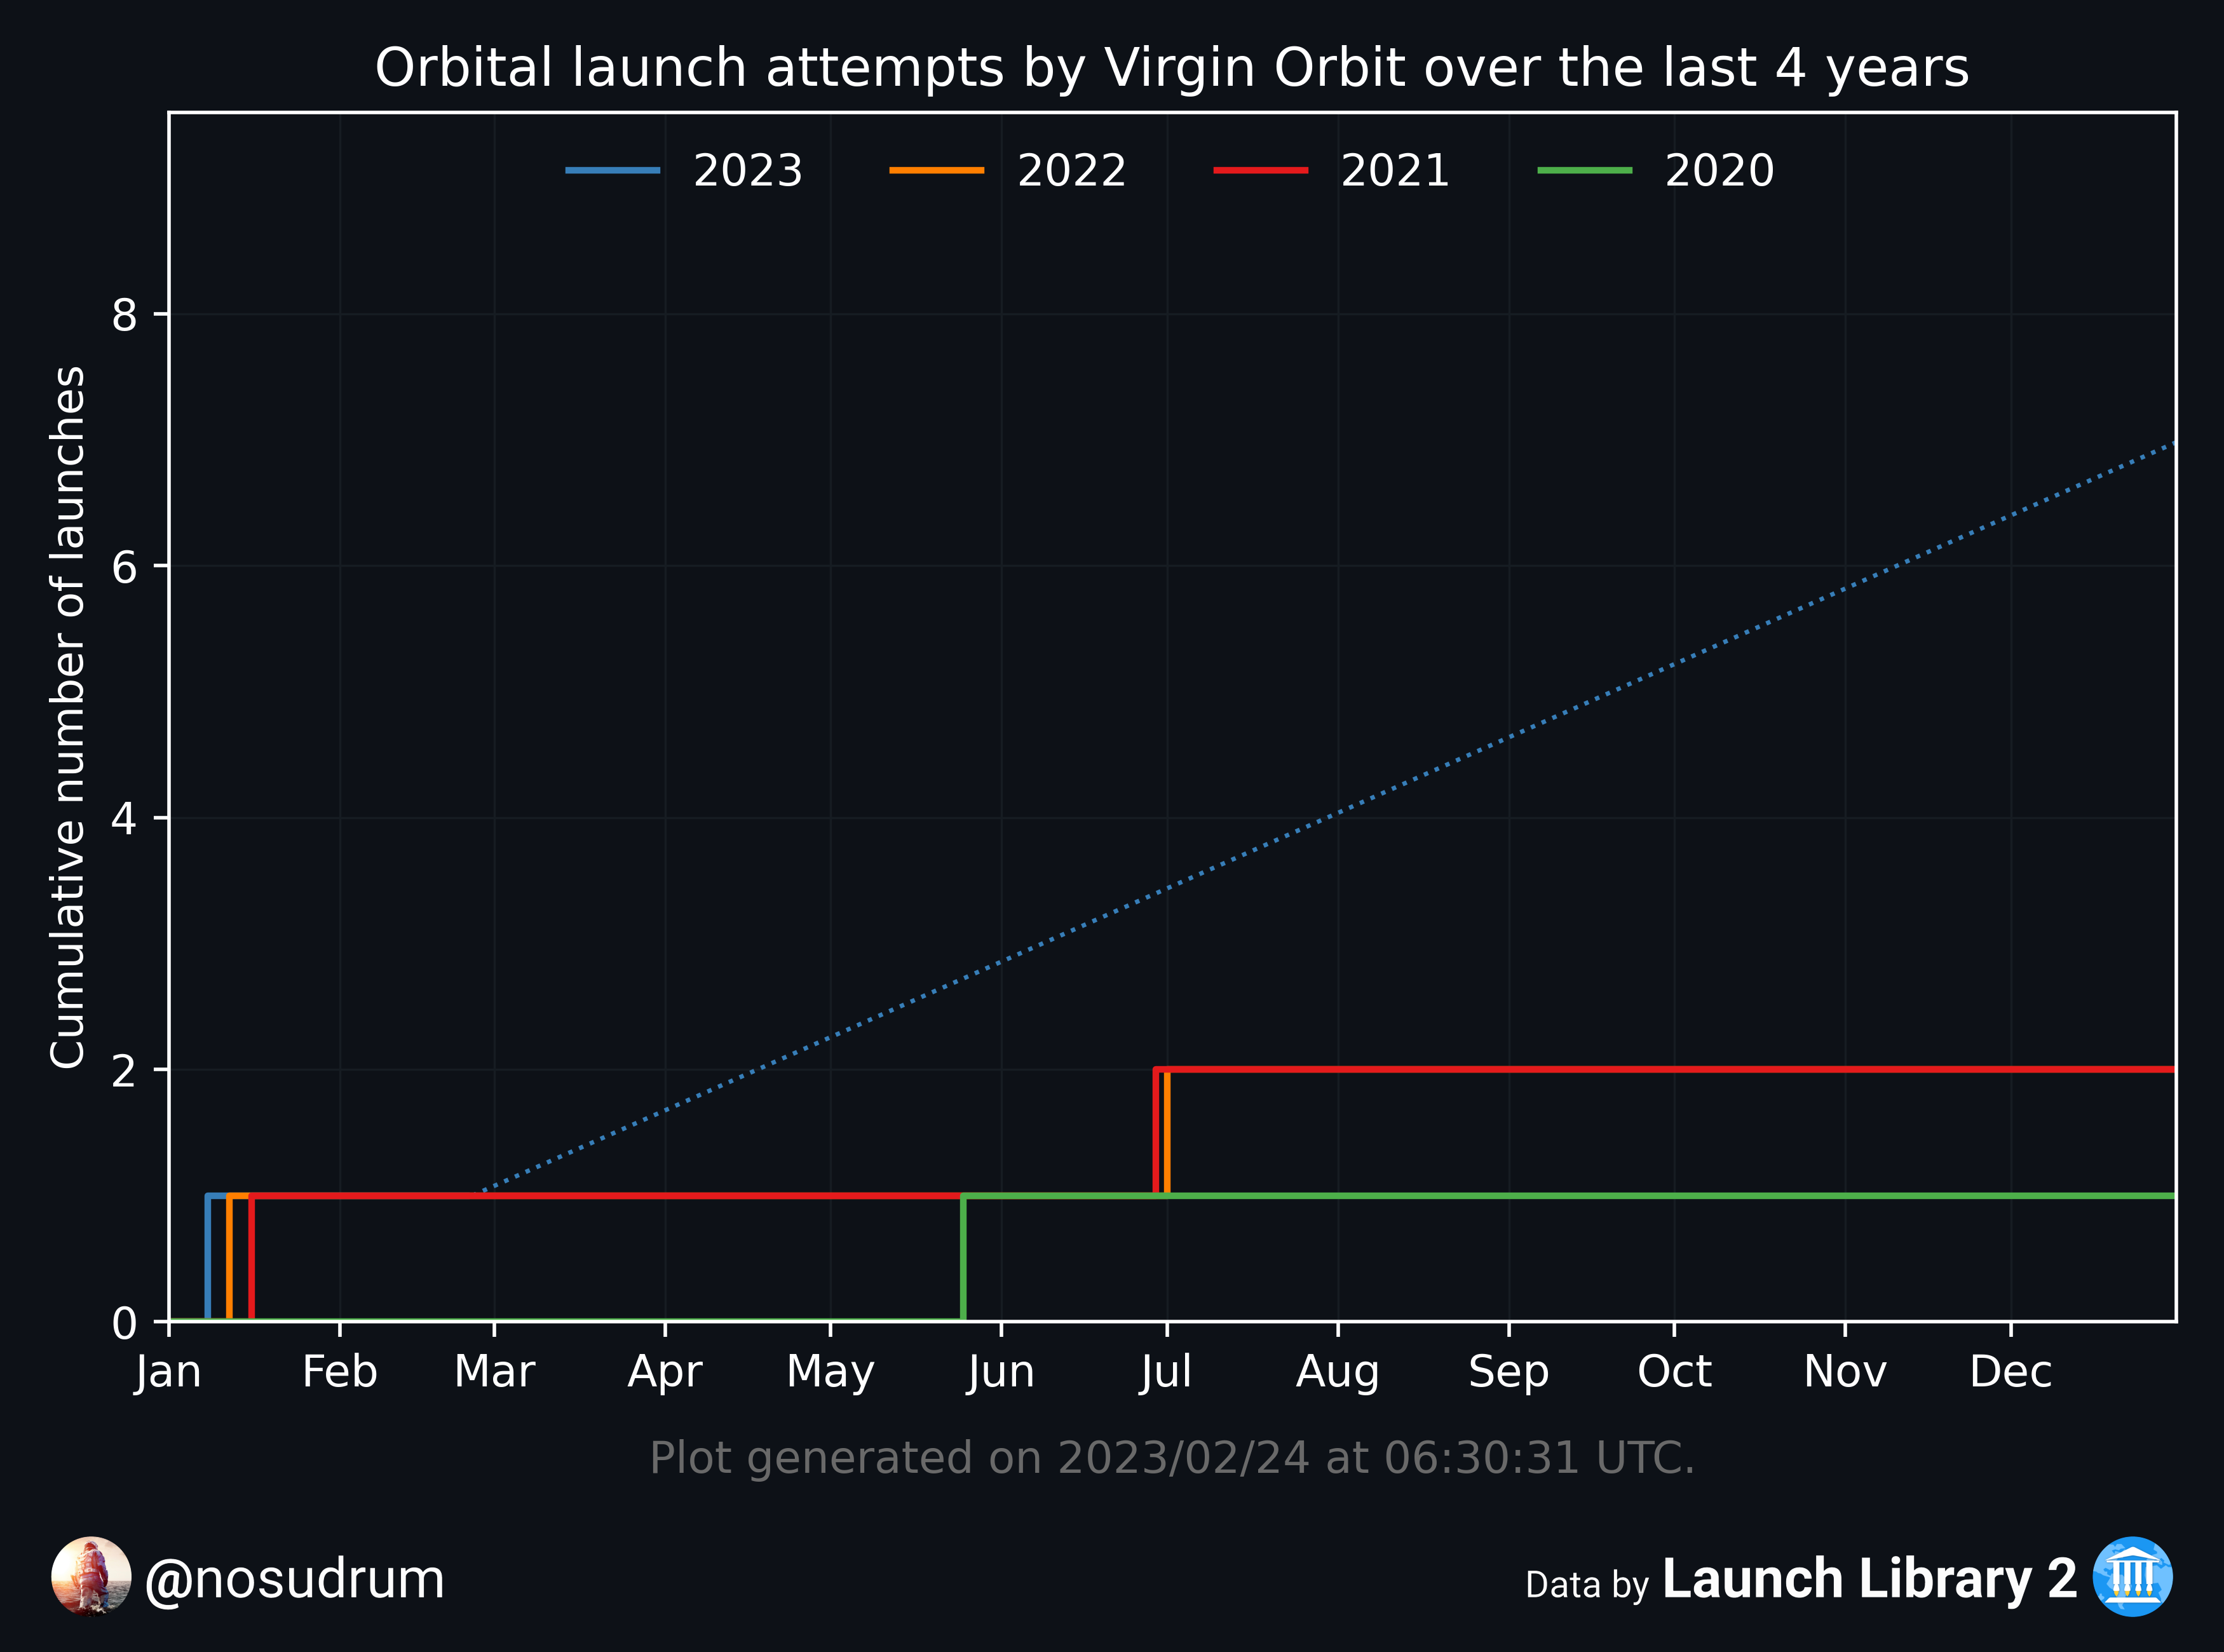 Orbital launch attempts by Virgin Orbit over the last 4 years
2023 2022 2021 2020
Cumulative number of launches
8
6
4
2
0
Jan Feb Mar Apr May Jun Jul Aug Sep Oct Nov Dec
Plot generated on 2023/02/24 at 06:30:31 UTC.
@nosudrum
Data by Launch Library 2